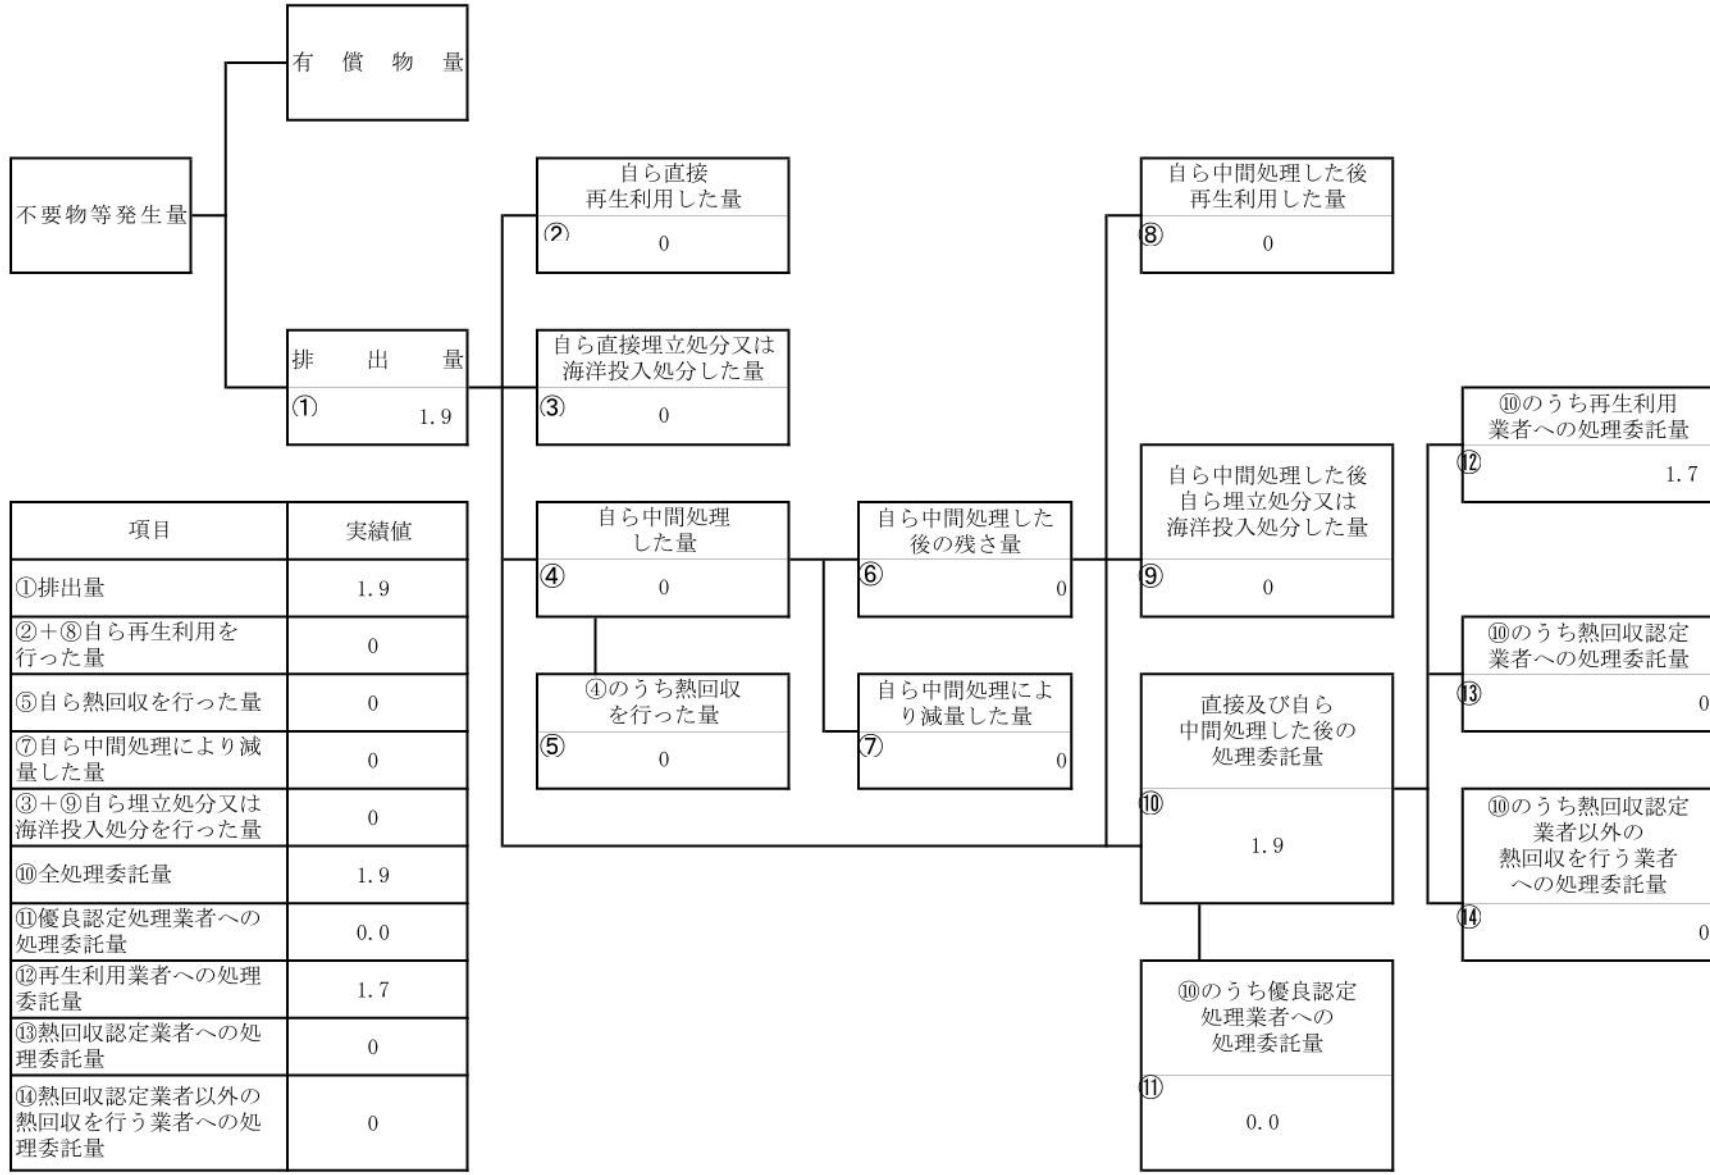 有償物量
不要物等発生量
排出量
①
1.9
自ら直接
再生利用した量
②
0
自ら直接埋立処分又は
海洋投入処分した量
③
0
自ら中間処理
した量
④
0
④のうち熱回収
を行った量
⑤
0
自ら中間処理した
後の残さ量
⑥
0
自ら中間処理によ
り減量した量
⑦
0
自ら中間処理した後
再生利用した量
⑧
0
自ら中間処理した後
自ら埋立処分又は
海洋投入処分した量
⑨
0
直接及び自ら
中間処理した後の
処理委託量
⑩
1.9
⑩のうち優良認定
処理業者への
処理委託量
⑪
0.0
⑩のうち再生利用
業者への処理委託量
⑫
1.7
⑩のうち熱回収認定
業者への処理委託量
⑬
0
⑩のうち熱回収認定
業者以外の
熱回収を行う業者
への処理委託量
⑭
0
項目 実績値
①排出量 1.9
②+⑧自ら再生利用を
行った量 0
⑤自ら熱回収を行った量 0
⑦自ら中間処理により減
量した量 0
③+⑨自ら埋立処分又は
海洋投入処分を行った量 0
⑩全処理委託量 1.9
⑪優良認定処理業者への
処理委託量 0.0
⑫再生利用業者への処理
委託量 1.7
⑬熱回収認定業者への処
理委託量 0
⑭熱回収認定業者以外の
熱回収を行う業者への処
理委託量 0